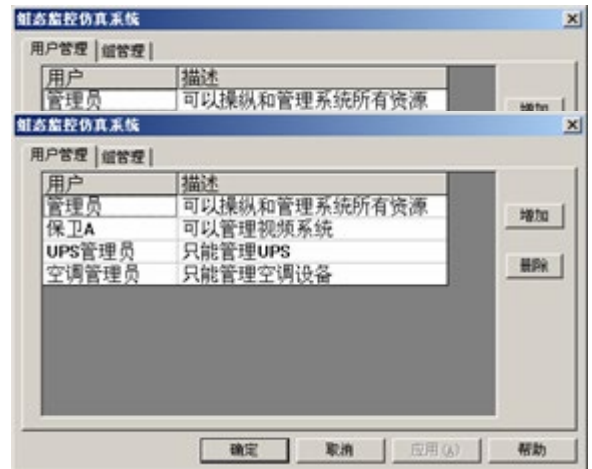 组态监控仿真系统
用户管理 组管理
用户 描述
管理员 可以操纵和管理系统所有资源
增加
组态监控仿真系统
用户管理 组管理
用户 描述
管理员 可以操纵和管理系统所有资源
保卫A 可以管理视频系统
增加
UPS管理员 只能管理UPS
空调管理员 只能管理空调设备
删除
确定 取消 应用(A) 帮助